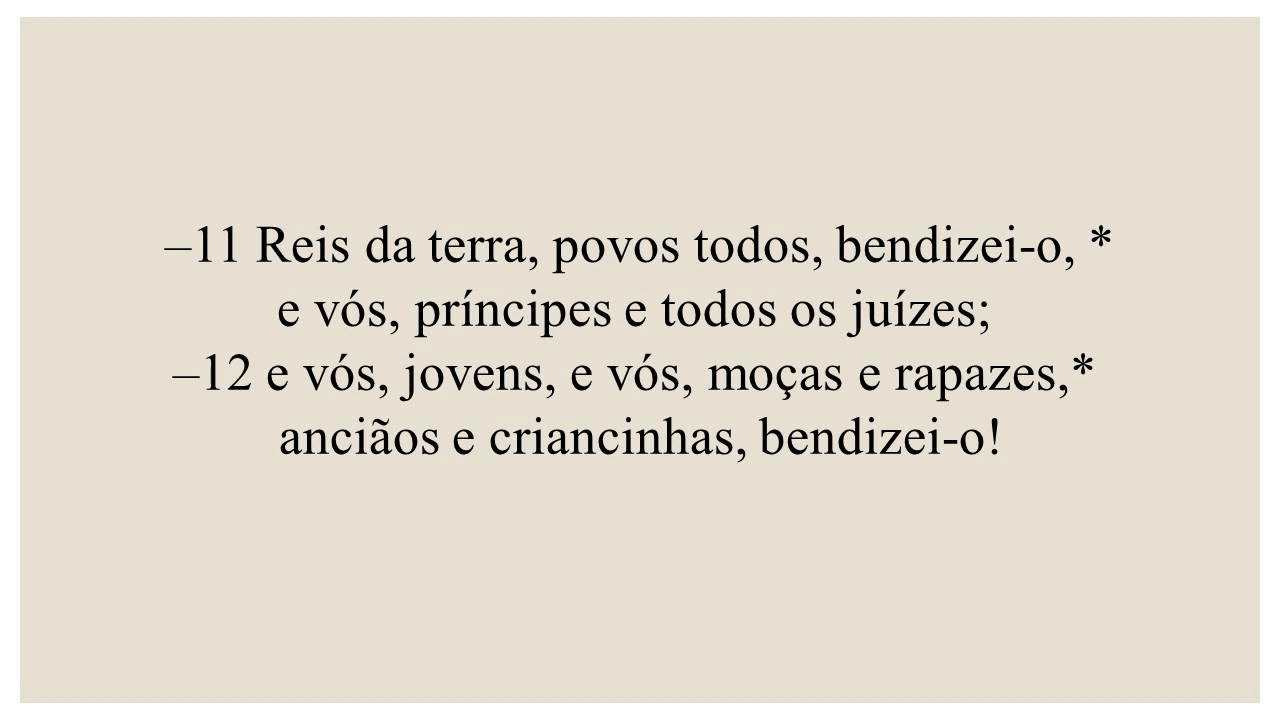 –11 Reis da terra, povos todos, bendizei-o, *
e vós, príncipes e todos os juízes;
–12 e vós, jovens, e vós, moças e rapazes,*
anciãos e criancinhas, bendizei-o!